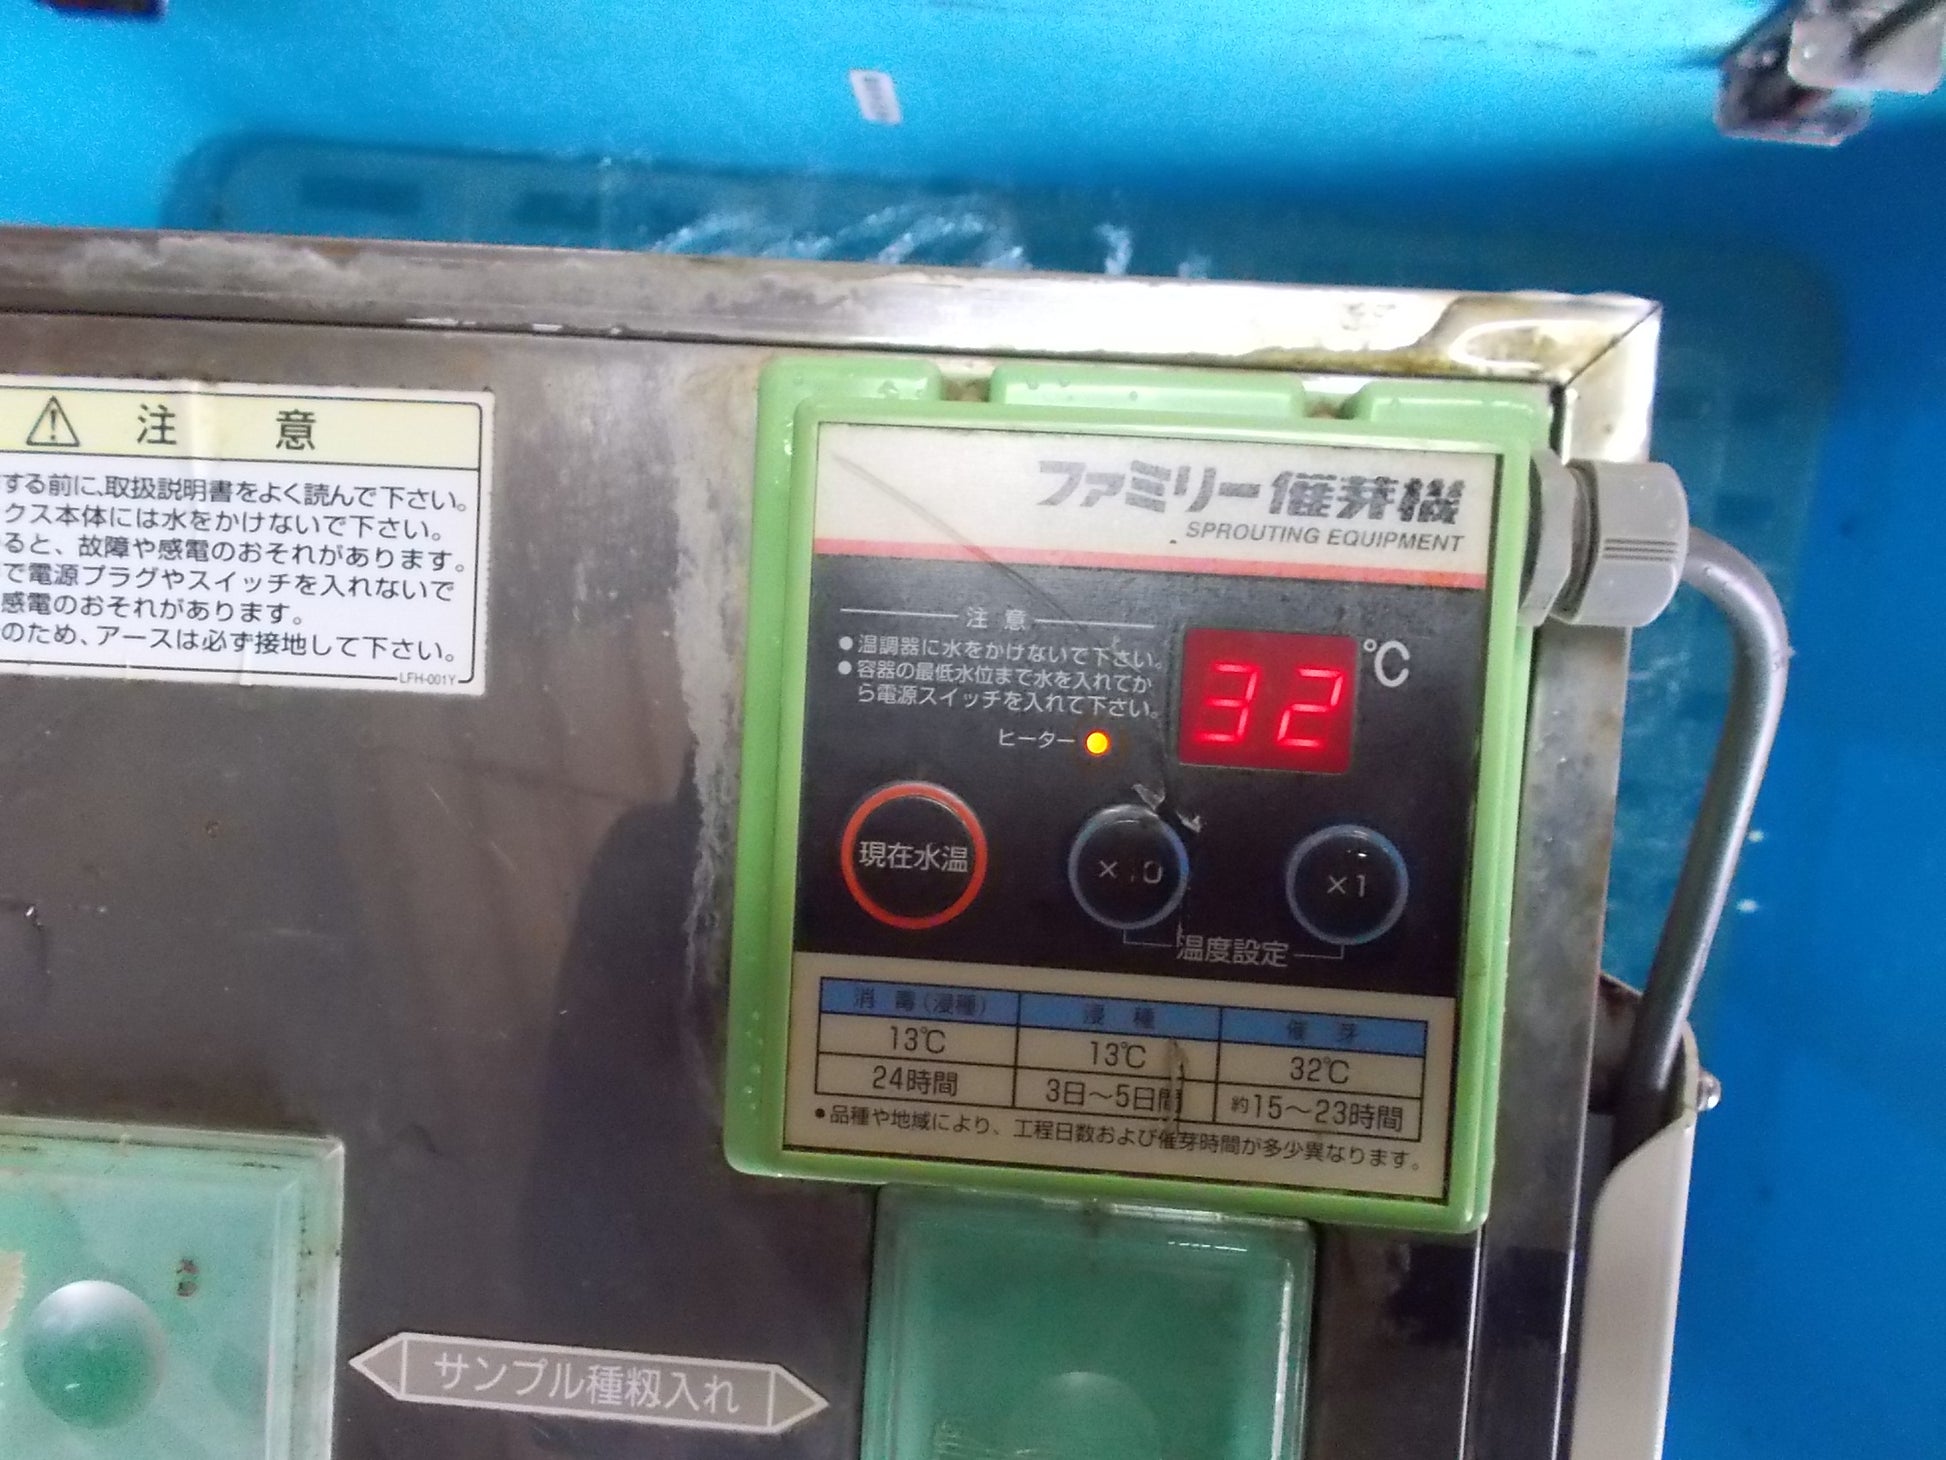 注 意
する前に、取扱説明書をよく読んで下さい。
クス本体には水をかけないで下さい。
ると、故障や感電のおそれがあります。
で電源プラグやスイッチを入れないで
感電のおそれがあります。
のため、アースは必ず接地して下さい。
LFH-001Y
ファミリー催芽機
SPROUTING EQUIPMENT
注 意
●温調器に水をかけないで下さい。
●容器の最低水位まで水を入れてか
ら電源スイッチを入れて下さい。
32 ℃
ヒーター
現在水温
×10
×1
温度設定
消 毒(浸種) 浸 種 催 芽
13℃ 13℃ 32℃
24時間 3日〜5日間 約15〜23時間
●品種や地域により、工程日数および催芽時間が多少異なります。
サンプル種籾入れ